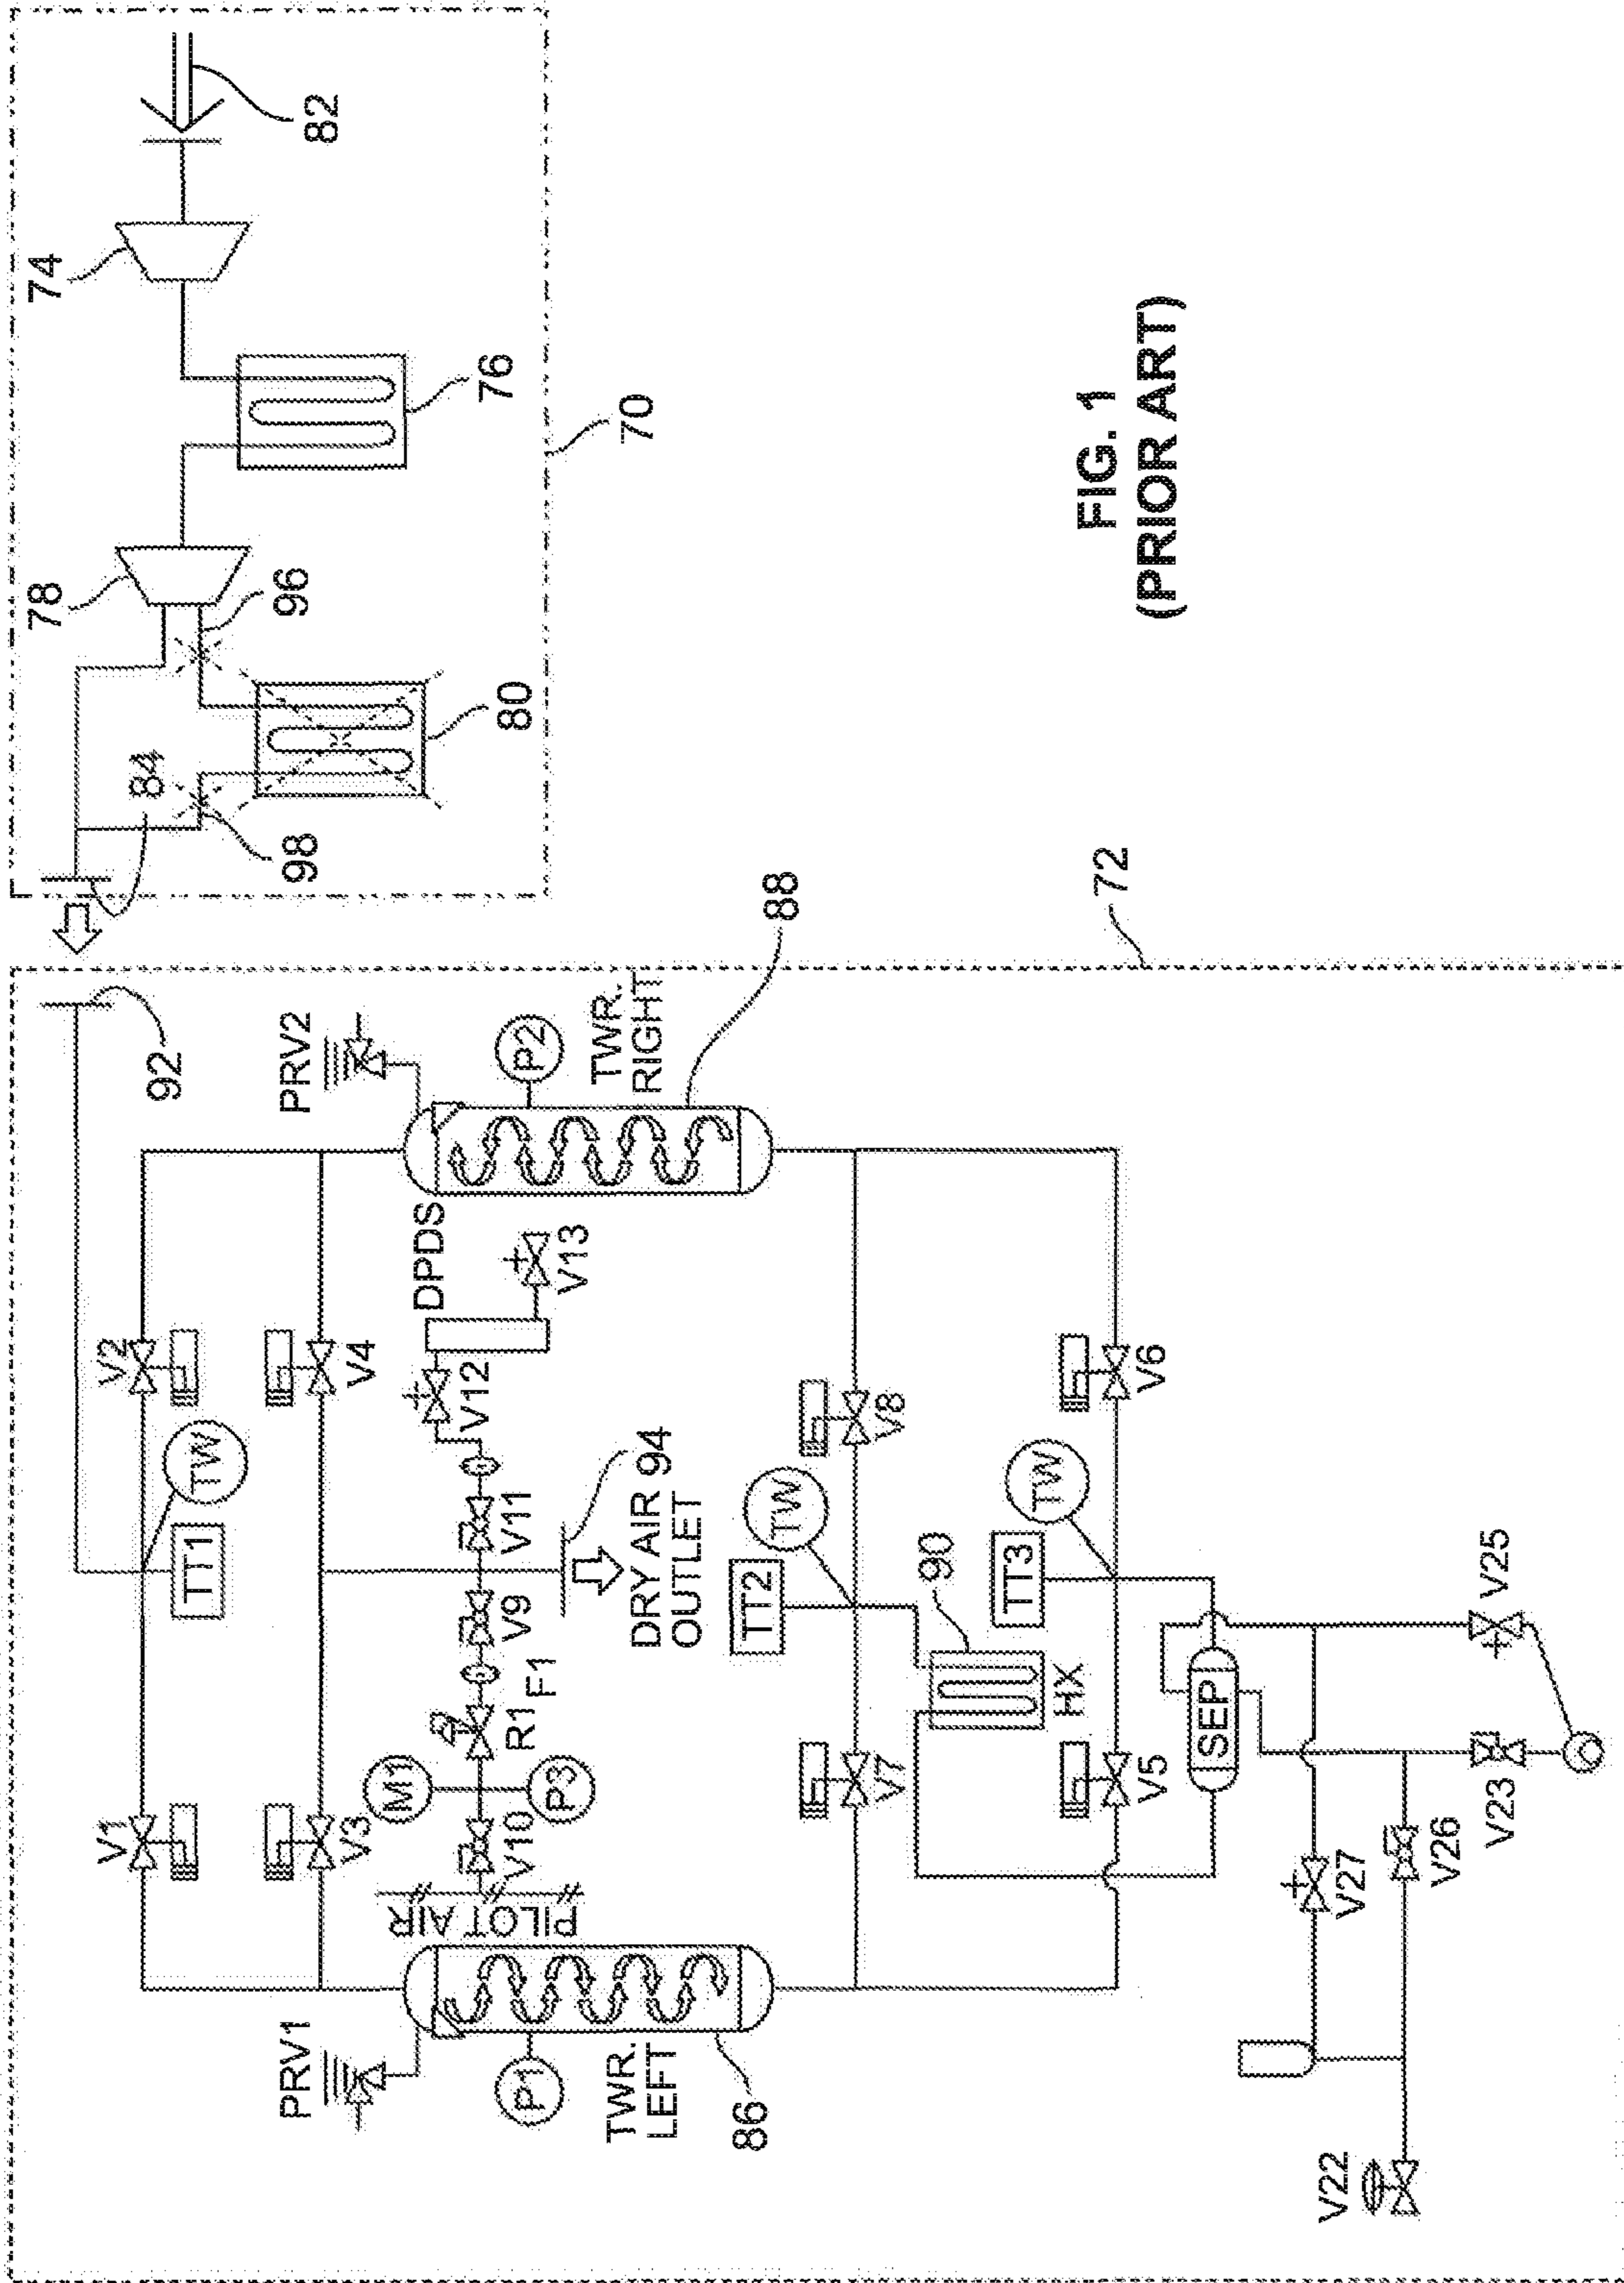 82
74
76
70
78
96
80
84
98
FIG. 1
(PRIOR ART)
72
92
88
PRV2
P2
TWR.
RIGHT
V2
V4
TW
TT1
DPDS
V13
V12
V11
94
DRY AIR
OUTLET
V9
F1
R1
M1
P3
V10
PILOT AIR
V1
V3
V8
TW
TT2
90
HX
V7
V6
TW
TT3
V5
SEP
V25
V23
V26
V27
V22
PRV1
P1
TWR.
LEFT
86